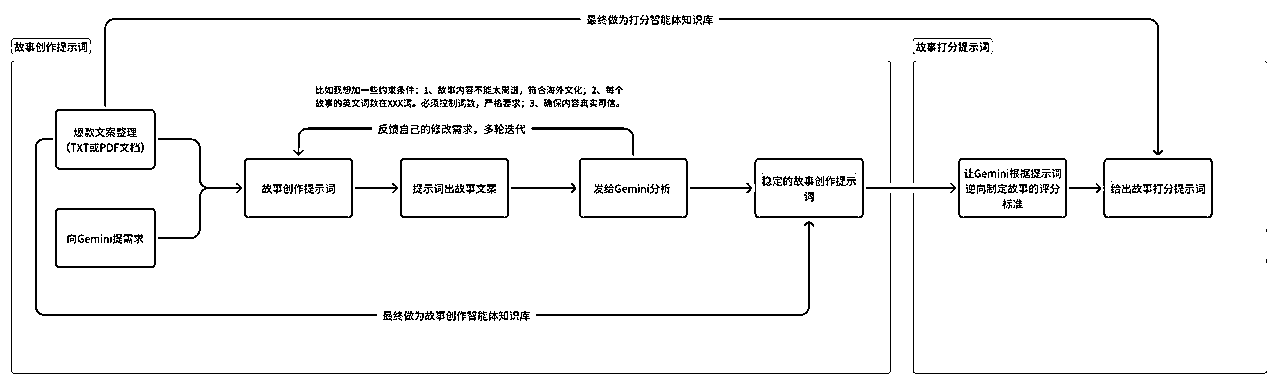 最终做为打分智能体知识库
故事创作提示词
故事打分提示词
比如我想加一些约束条件：1、故事内容不能太离谱，符合海外文化；2、每个
故事的英文词数在XXX词。必须控制词数，严格要求；3、确保内容真实可信。
反馈自己的修改需求，多轮迭代
爆款文案整理
（TXT或PDF文档）
向Gemini提需求
故事创作提示词
提示词出故事文案
发给Gemini分析
稳定的故事创作提示
词
让Gemini根据提示词
逆向制定故事的评分
标准
给出故事打分提示词
最终做为故事创作智能体知识库